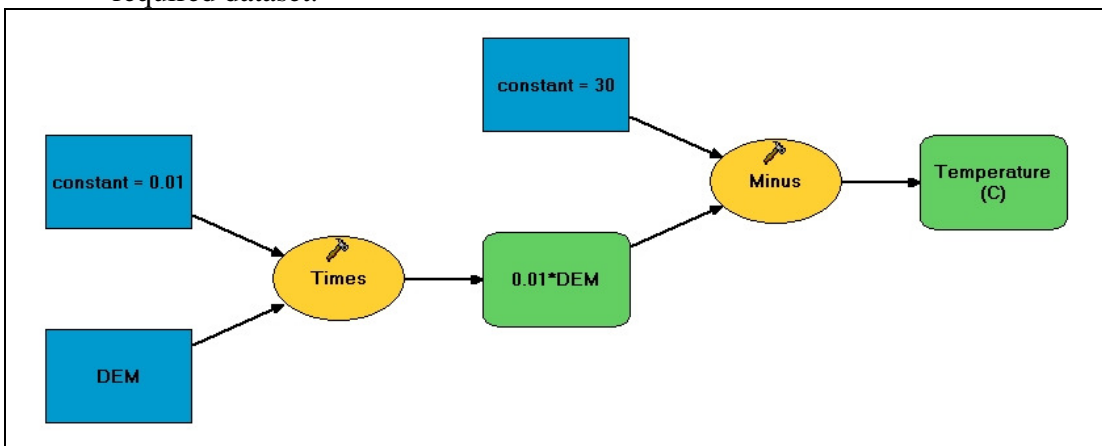 required dataset.
constant = 30
constant = 0.01
Minus
Temperature
(C)
Times
0.01*DEM
DEM